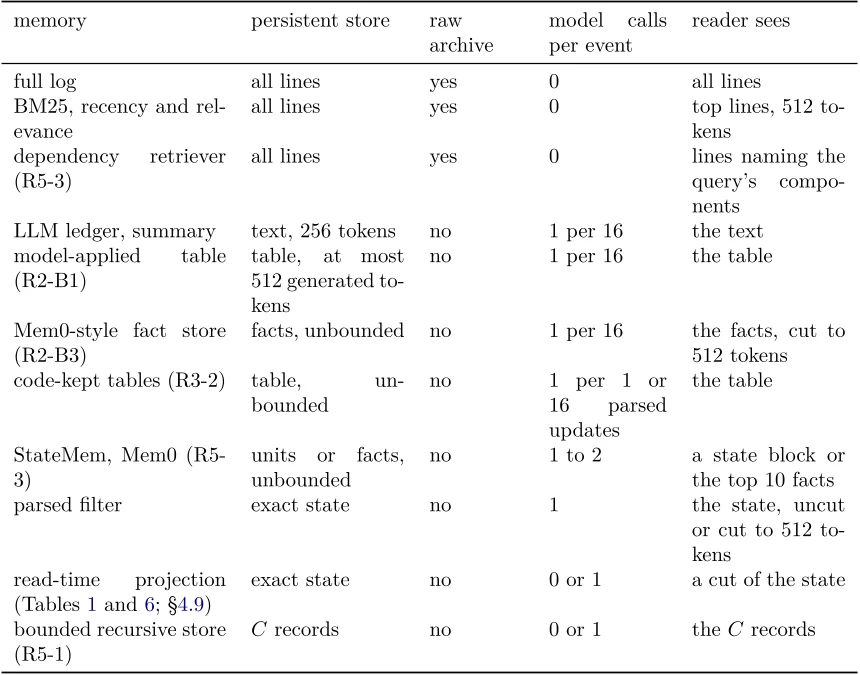 memory persistent store raw model calls reader sees
archive per event
full log all lines yes 0 all lines
BM25, recency and rel- all lines yes 0 top lines, 512 to-
evance kens
dependency retriever all lines yes 0 lines naming the
(R5-3) query's compo-
nents
LLM ledger, summary text, 256 tokens no 1 per 16 the text
model-applied table table, at most no 1 per 16 the table
(R2-B1) 512 generated to-
kens
Mem0-style fact store facts, unbounded no 1 per 16 the facts, cut to
(R2-B3) 512 tokens
code-kept tables (R3-2) table, un- no 1 per 1 or the table
bounded 16 parsed
updates
StateMem, Mem0 (R5- units or facts, no 1 to 2 a state block or
3) unbounded the top 10 facts
parsed filter exact state no 1 the state, uncut
or cut to 512 to-
kens
read-time projection exact state no 0 or 1 a cut of the state
(Tables 1 and 6; §4.9)
bounded recursive store C records no 0 or 1 the C records
(R5-1)